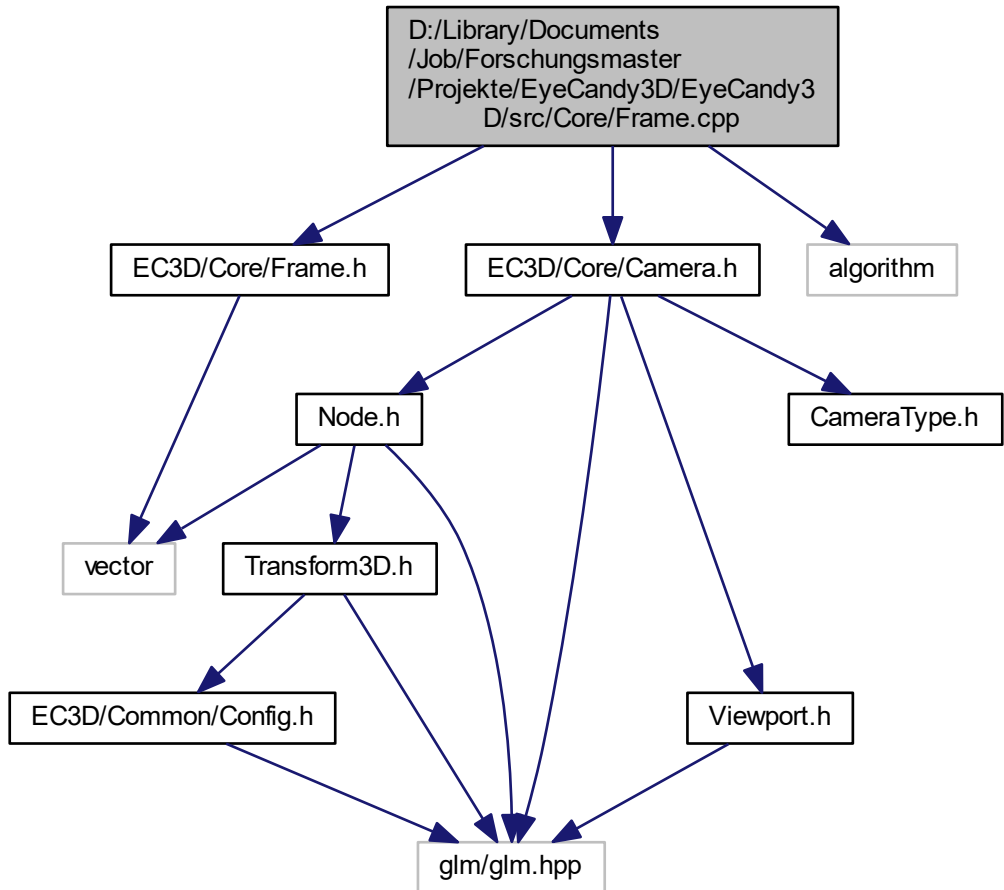 D:/Library/Documents
/Job/Forschungsmaster
/Projekte/EyeCandy3D/EyeCandy3
D/src/Core/Frame.cpp
EC3D/Core/Frame.h
EC3D/Core/Camera.h
algorithm
Node.h
CameraType.h
vector
Transform3D.h
EC3D/Common/Config.h
Viewport.h
glm/glm.hpp